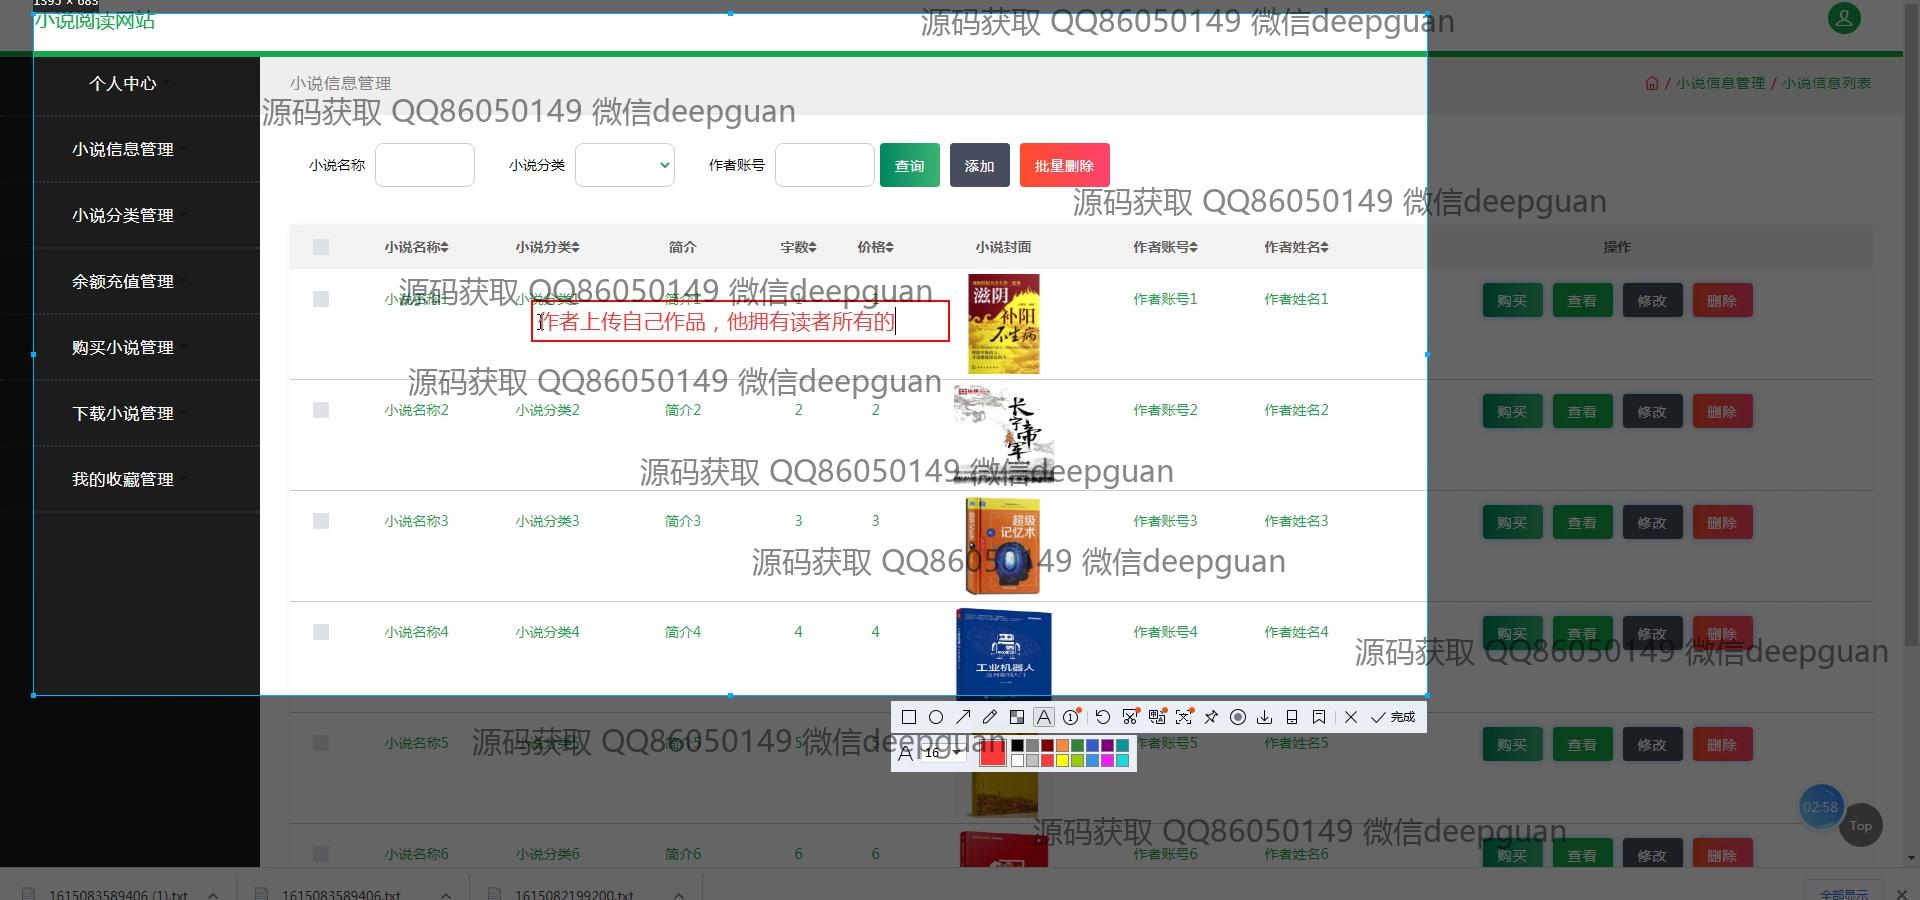 1395 × 683
小说阅读网站
源码获取 QQ86050149 微信deepguan
个人中心
小说信息管理
/ 小说信息管理 / 小说信息列表
源码获取 QQ86050149 微信deepguan
小说信息管理
小说名称
小说分类
作者账号
查询
添加
批量删除
小说分类管理
源码获取 QQ86050149 微信deepguan
小说名称 小说分类 简介 字数 价格 小说封面 作者账号 作者姓名 操作
余额充值管理
源码获取 QQ86050149 微信deepguan
小说名称1 小说分类1 简介1 1 作者账号1 作者姓名1 购买 查看 修改 删除
滋阴
补阳
不生病
作者上传自己作品，他拥有读者所有的
购买小说管理
源码获取 QQ86050149 微信deepguan
下载小说管理
小说名称2 小说分类2 简介2 2 2 作者账号2 作者姓名2 购买 查看 修改 删除
源码获取 QQ86050149 微信deepguan
我的收藏管理
小说名称3 小说分类3 简介3 3 3 作者账号3 作者姓名3 购买 查看 修改 删除
超级
记忆术
源码获取 QQ86050149 微信deepguan
小说名称4 小说分类4 简介4 4 4 作者账号4 作者姓名4 购买 查看 修改 删除
源码获取 QQ86050149 微信deepguan
工业机器人
完成
源码获取 QQ86050149 微信deepguan
小说名称5 小说分类5 简介5 5 作者账号5 作者姓名5 购买 查看 修改 删除
A 16
02:58
Top
源码获取 QQ86050149 微信deepguan
小说名称6 小说分类6 简介6 6 6 作者账号6 作者姓名6 购买 查看 修改 删除
1615083589406 (1).txt
1615083589406.txt
1615082199200.txt
全部显示